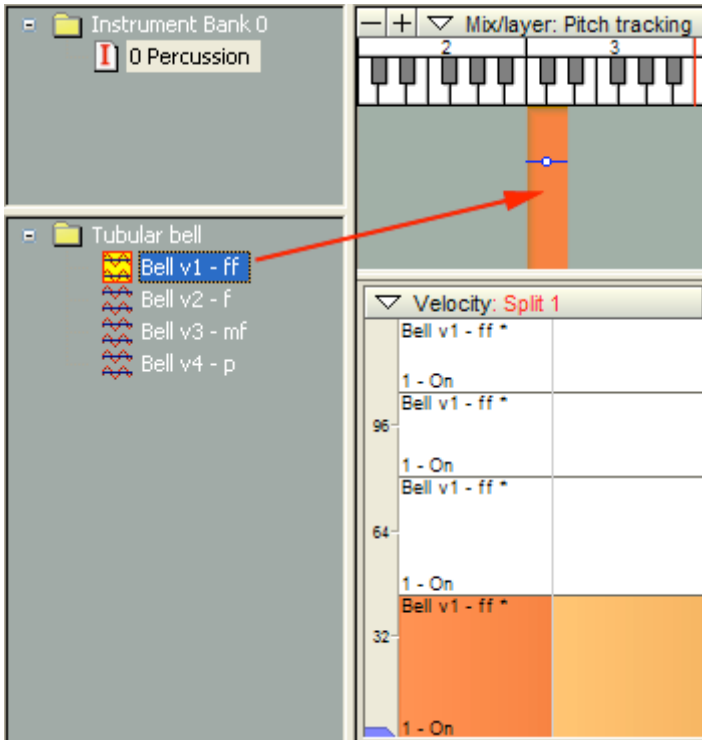 Instrument Bank 0
0 Percussion
Tubular bell
Bell v1 - ff
Bell v2 - f
Bell v3 - mf
Bell v4 - p
Mix/layer: Pitch tracking
2 3
Velocity: Split 1
Bell v1 - ff *
1 - On
Bell v1 - ff *
96
1 - On
Bell v1 - ff *
64
1 - On
Bell v1 - ff *
32
1 - On